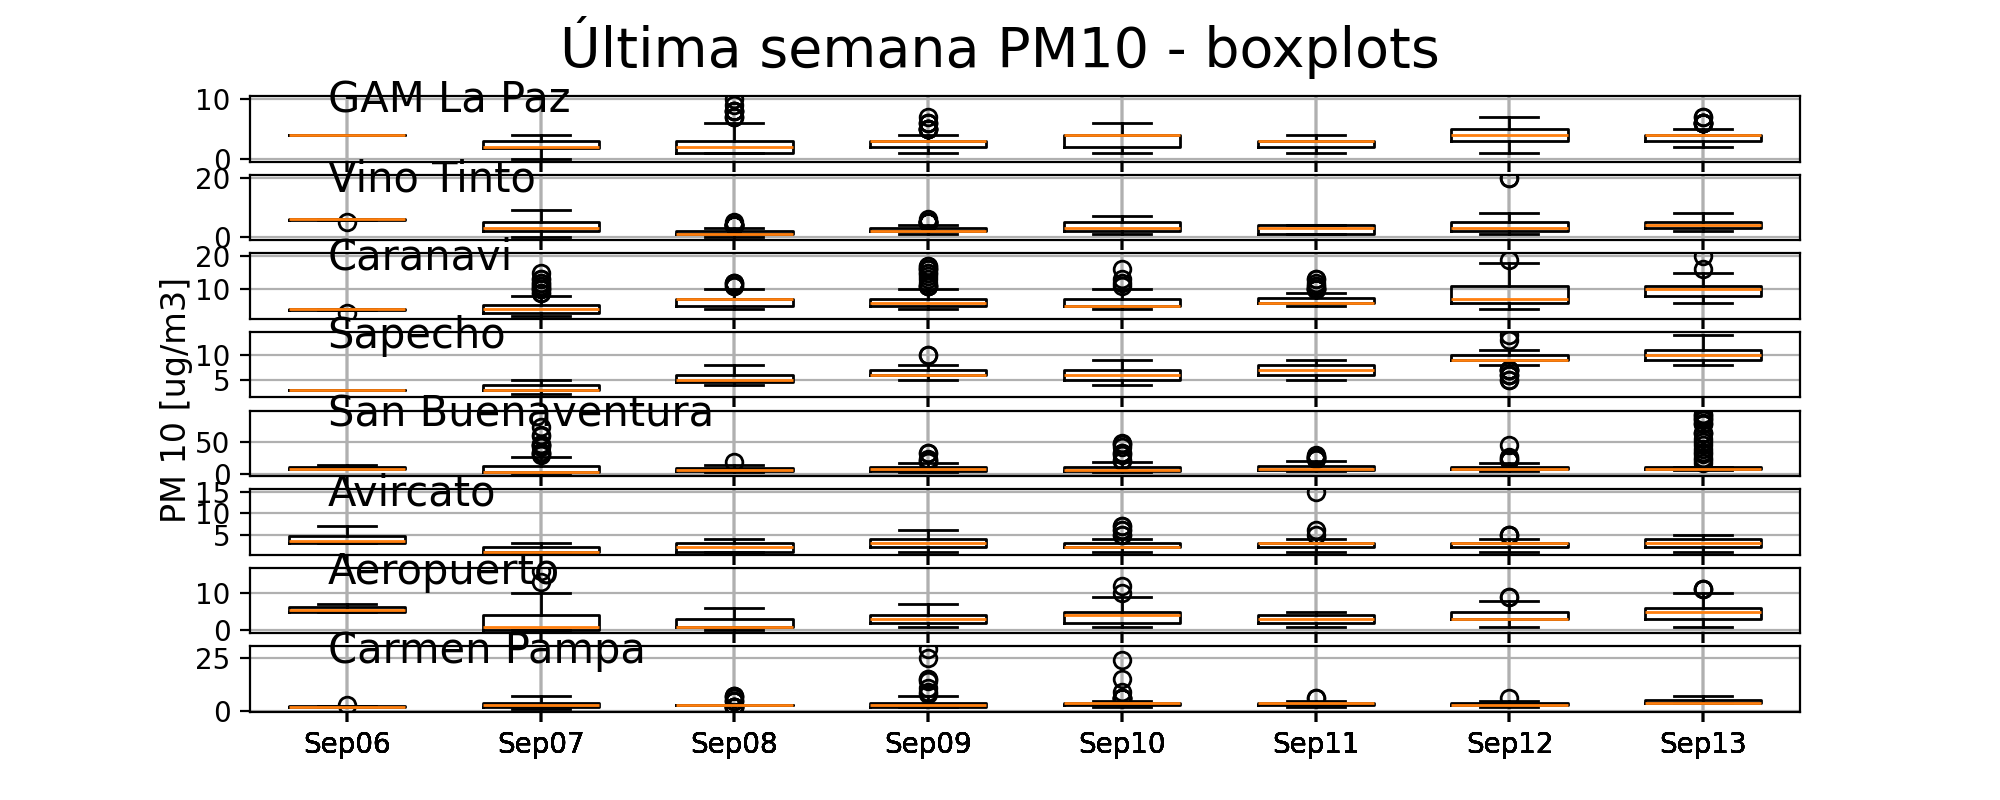 Última semana PM10 - boxplots
PM 10 [ug/m3]
GAM La Paz
10
0
Vino Tinto
20
0
Caranavi
20
10
Sapecho
10
5
San Buenaventura
50
0
Avircato
15
10
5
Aeropuerto
10
0
Carmen Pampa
25
0
Sep06 Sep07 Sep08 Sep09 Sep10 Sep11 Sep12 Sep13